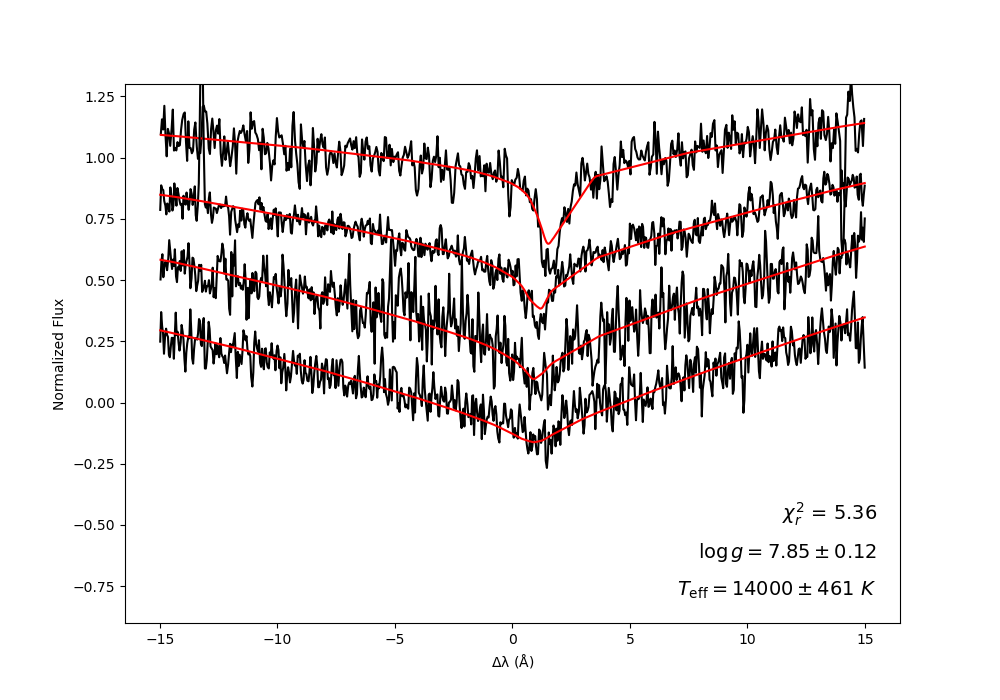 1.25
1.00
0.75
0.50
0.25
0.00
−0.25
−0.50
−0.75
Normalized Flux
χ²ᵣ = 5.36
log g = 7.85 ± 0.12
T_eff = 14000 ± 461 K
−15 −10 −5 0 5 10 15
Δλ (Å)